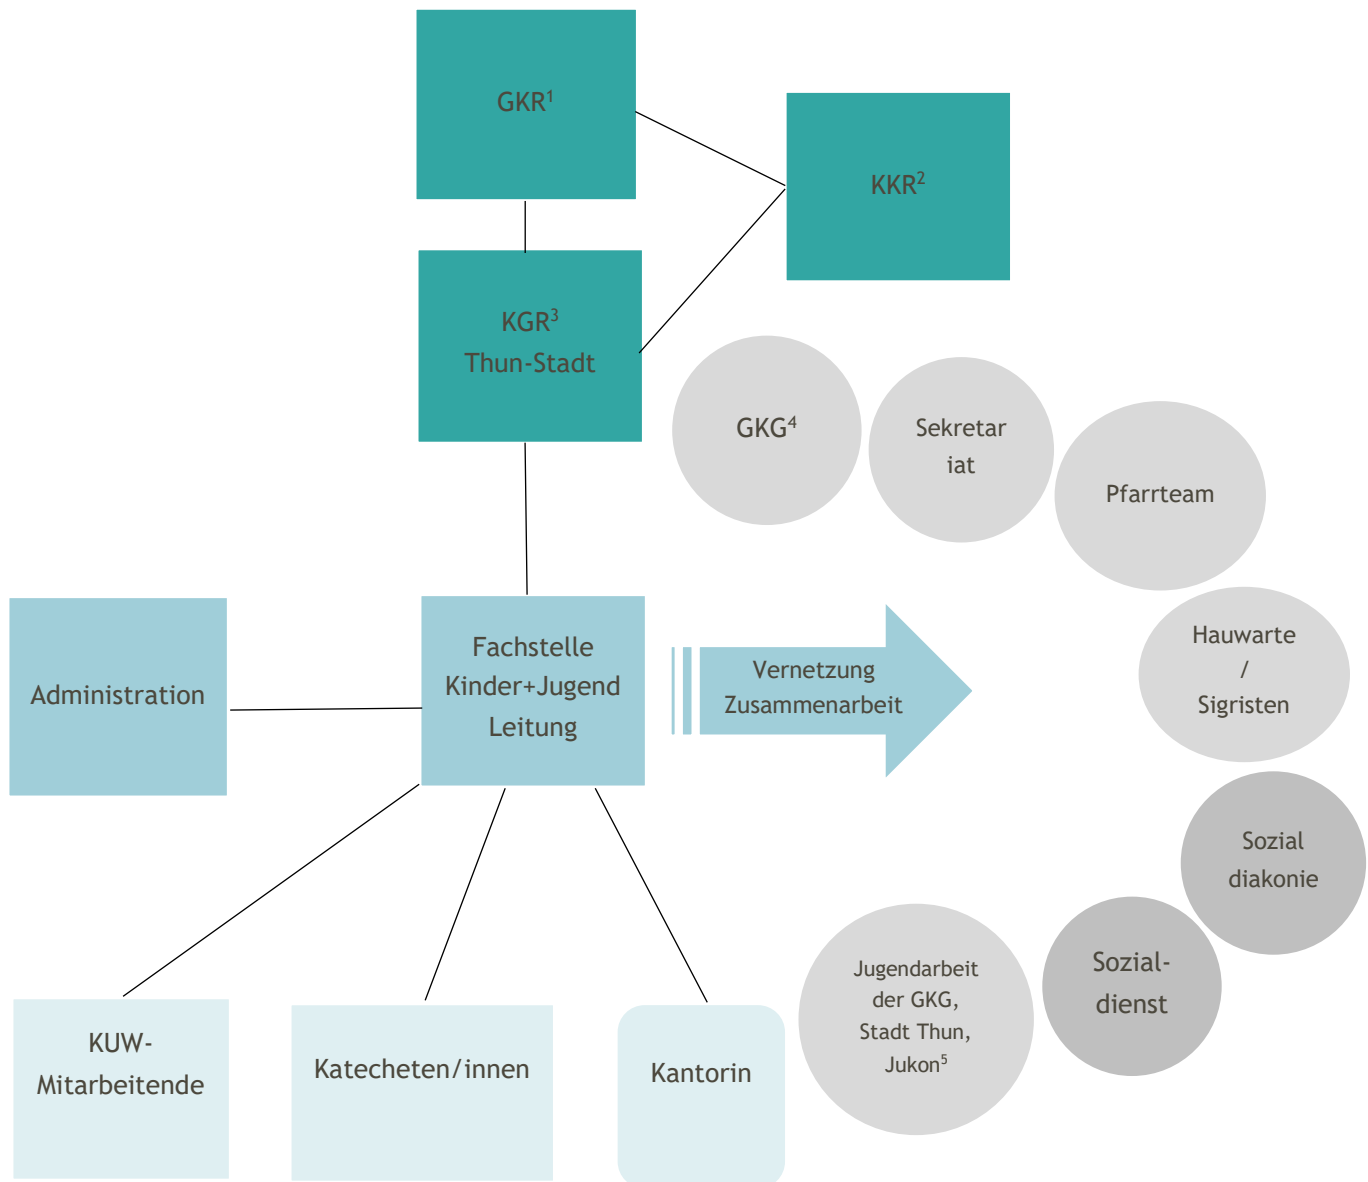 GKR¹
KKR²
KGR³
Thun-Stadt
GKG⁴
Sekretar
iat
Pfarrteam
Hauwarte
/
Sigristen
Administration
Fachstelle
Kinder+Jugend
Leitung
Vernetzung
Zusammenarbeit
Sozial
diakonie
Sozial-
dienst
Jugendarbeit
der GKG,
Stadt Thun,
Jukon⁵
KUW-
Mitarbeitende
Katecheten/innen
Kantorin